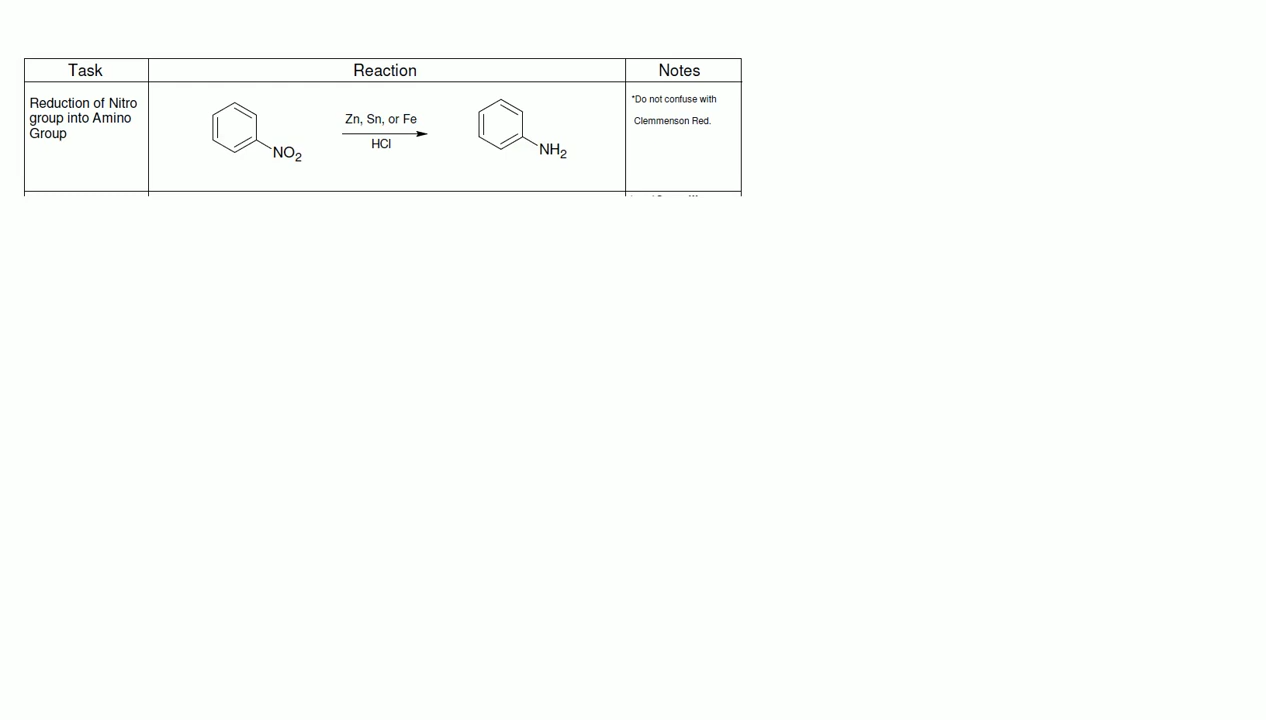 Task Reaction Notes
Reduction of Nitro
group into Amino
Group
Zn, Sn, or Fe
HCl
NO2
NH2
*Do not confuse with
Clemmenson Red.